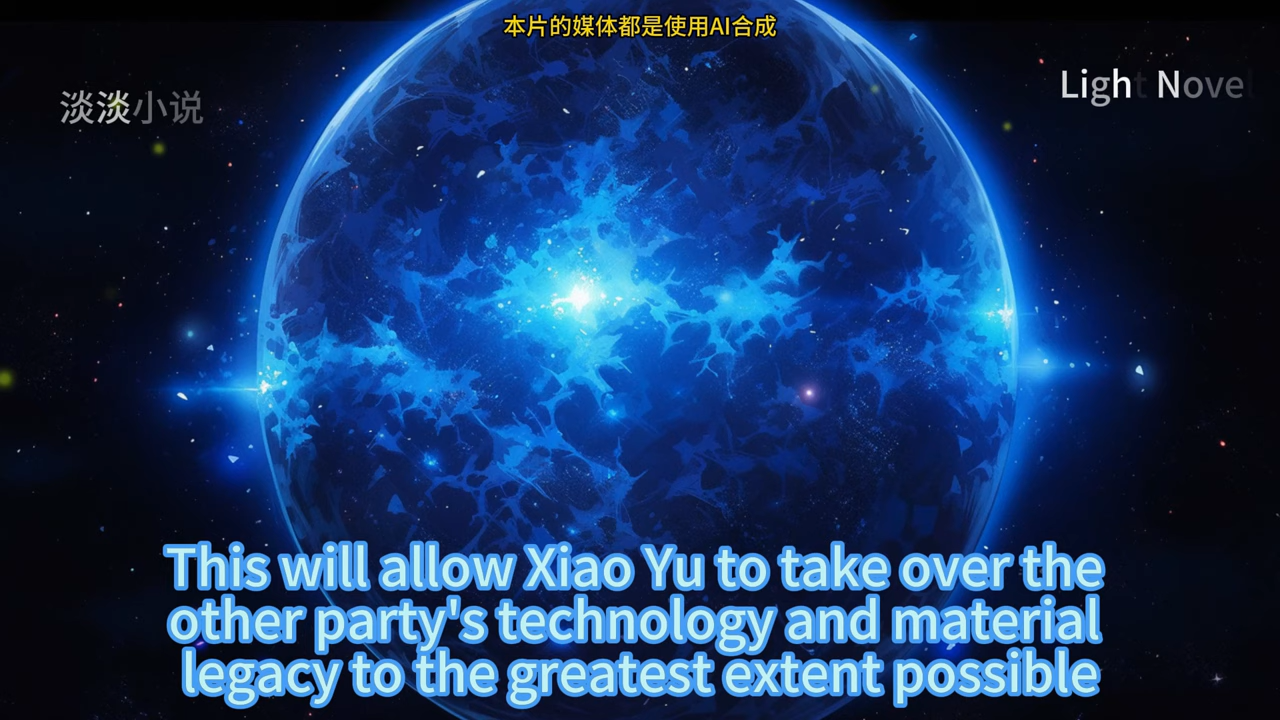 本片的媒体都是使用AI合成
淡淡小说
Light Novel
This will allow Xiao Yu to take over the
other party's technology and material
legacy to the greatest extent possible